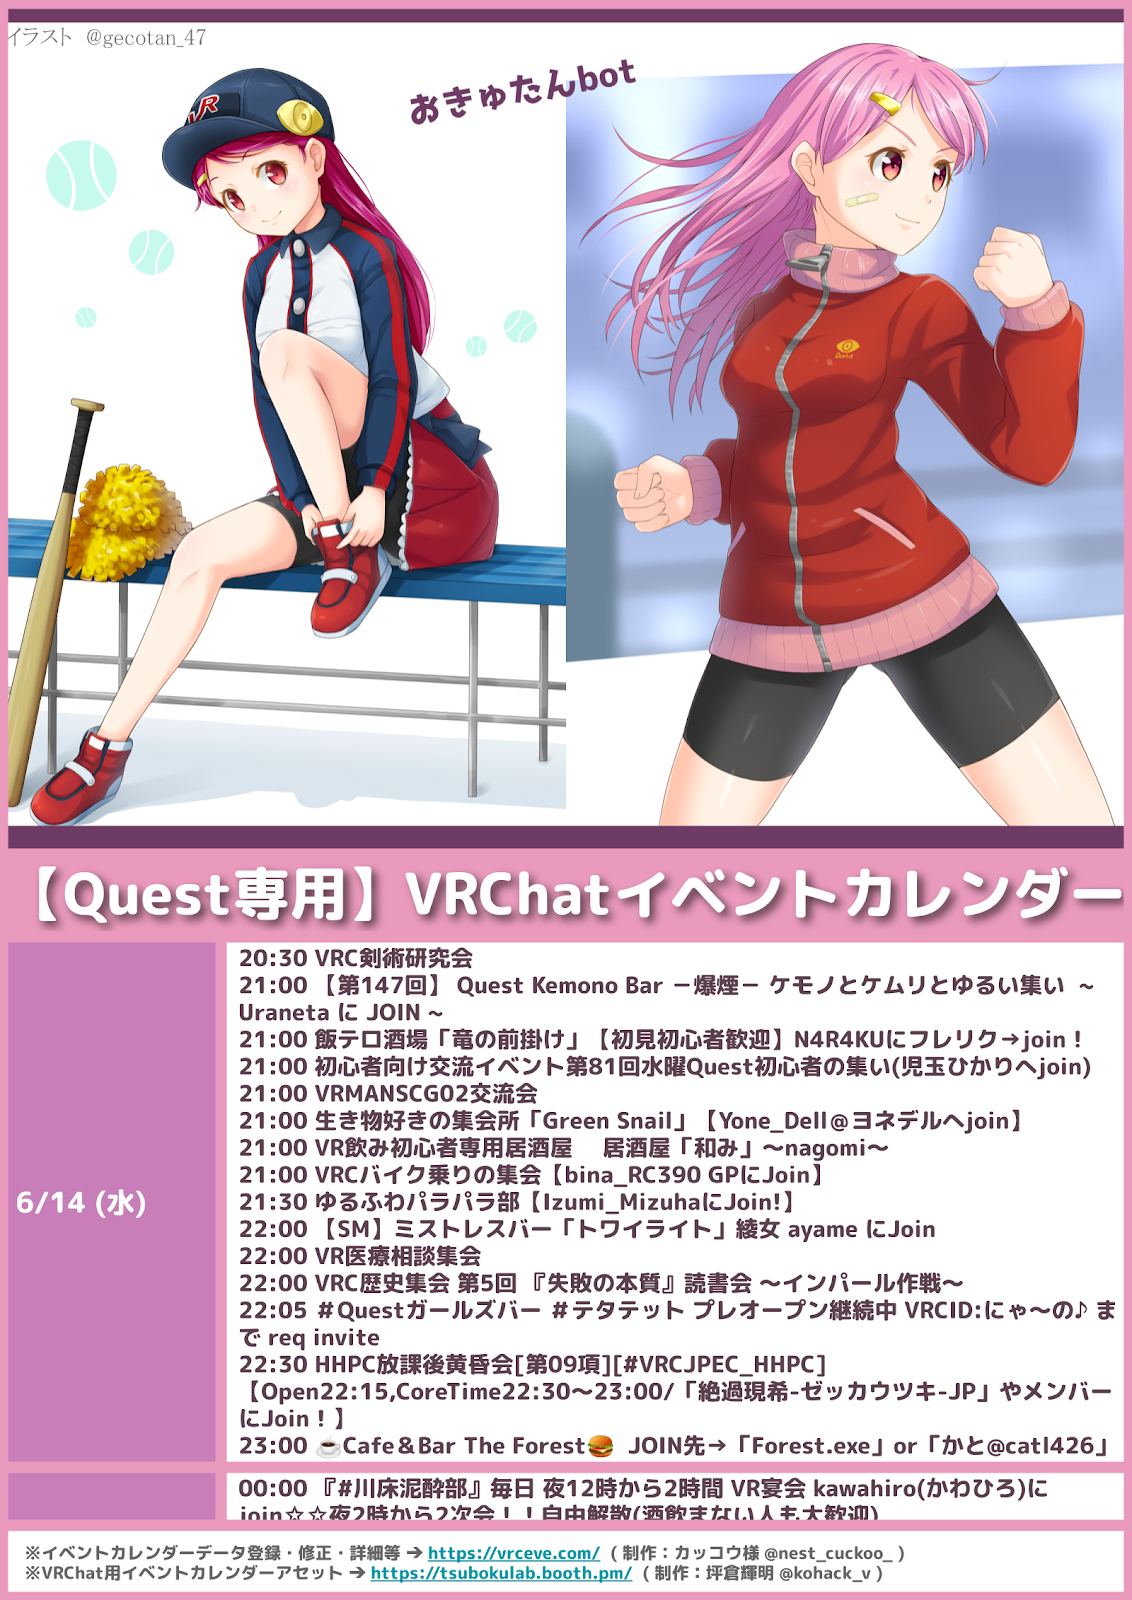 イラスト @gecotan_47
おきゅたんbot
VR
Quest
【Quest専用】VRChatイベントカレンダー
6/14 (水)
20:30 VRC剣術研究会
21:00 【第147回】 Quest Kemono Bar －爆煙－ ケモノとケムリとゆるい集い ～
Uraneta に JOIN ~
21:00 飯テロ酒場「竜の前掛け」【初見初心者歓迎】N4R4KUにフレリク→join！
21:00 初心者向け交流イベント第81回水曜Quest初心者の集い(児玉ひかりへjoin)
21:00 VRMANSCG02交流会
21:00 生き物好きの集会所「Green Snail」【Yone_Dell＠ヨネデルへjoin】
21:00 VR飲み初心者専用居酒屋　居酒屋「和み」～nagomi～
21:00 VRCバイク乗りの集会【bina_RC390 GPにJoin】
21:30 ゆるふわパラパラ部【Izumi_MizuhaにJoin!】
22:00 【SM】ミストレスバー「トワイライト」綾女 ayame にJoin
22:00 VR医療相談集会
22:00 VRC歴史集会 第5回 『失敗の本質』読書会 ～インパール作戦～
22:05 ＃Questガールズバー ＃テタテット プレオープン継続中 VRCID:にゃ～の♪ ま
で req invite
22:30 HHPC放課後黄昏会[第09項][#VRCJPEC_HHPC]
【Open22:15,CoreTime22:30～23:00/「絶過現希-ゼッカウツキ-JP」やメンバー
にJoin！】
23:00 ☕Cafe＆Bar The Forest🍔 JOIN先→「Forest.exe」or「かと@catl426」
00:00 『#川床泥酔部』毎日 夜12時から2時間 VR宴会 kawahiro(かわひろ)に
join☆☆夜2時から2次会！！自由解散(酒飲まない人も大歓迎)
※イベントカレンダーデータ登録・修正・詳細等 ➔ https://vrceve.com/ ( 制作：カッコウ様 @nest_cuckoo_ )
※VRChat用イベントカレンダーアセット ➔ https://tsubokulab.booth.pm/ ( 制作：坪倉輝明 @kohack_v )